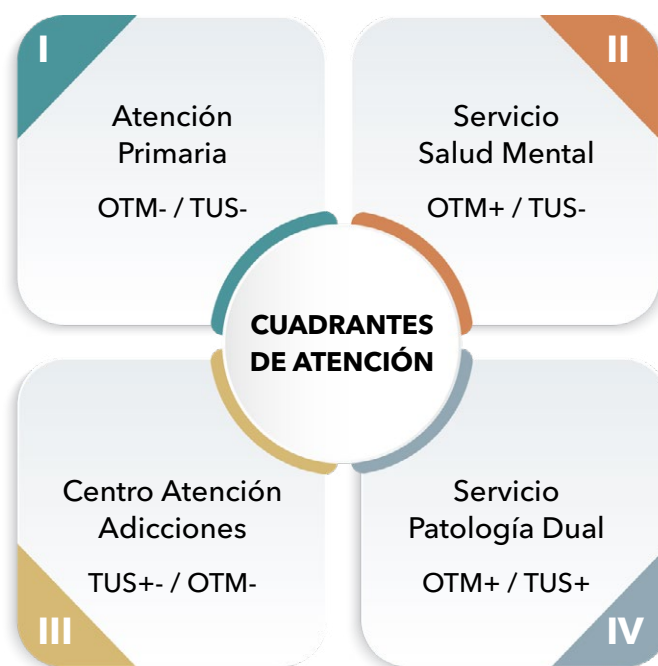 I
Atención
Primaria
OTM- / TUS-
II
Servicio
Salud Mental
OTM+ / TUS-
CUADRANTES
DE ATENCIÓN
Centro Atención
Adicciones
TUS+- / OTM-
III
Servicio
Patología Dual
OTM+ / TUS+
IV